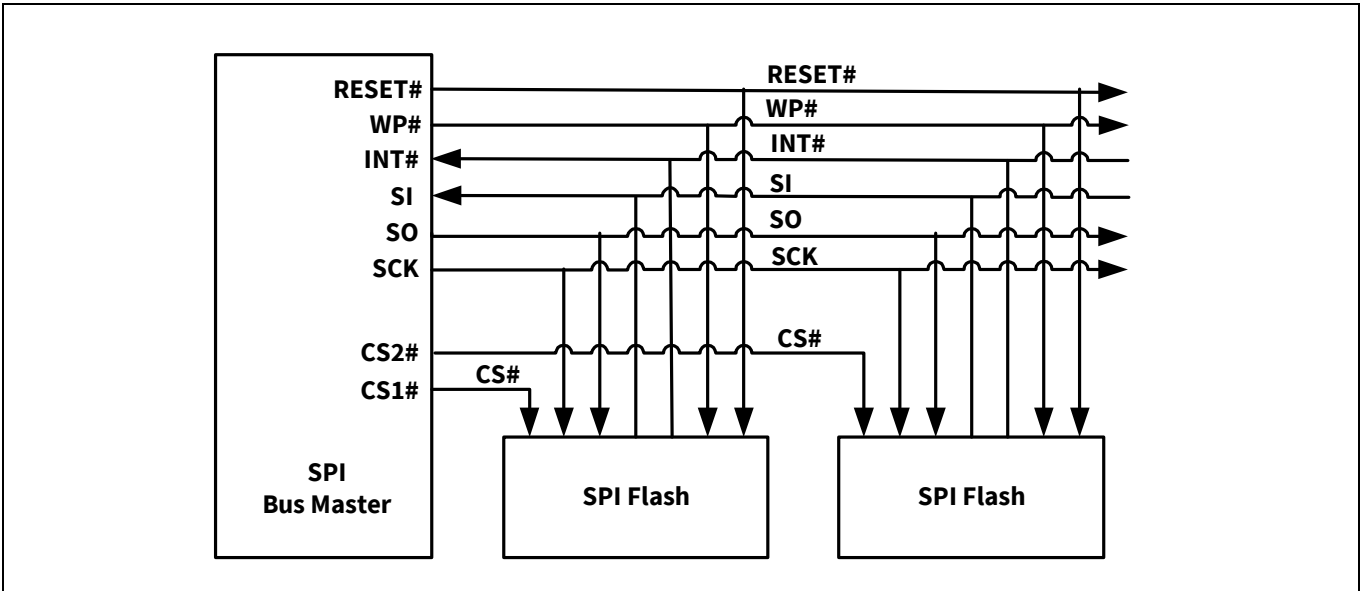 RESET#
RESET#
WP#
WP#
INT#
INT#
SI
SI
SO
SO
SCK
SCK
CS2#
CS#
CS1#
CS#
SPI
Bus Master
SPI Flash
SPI Flash